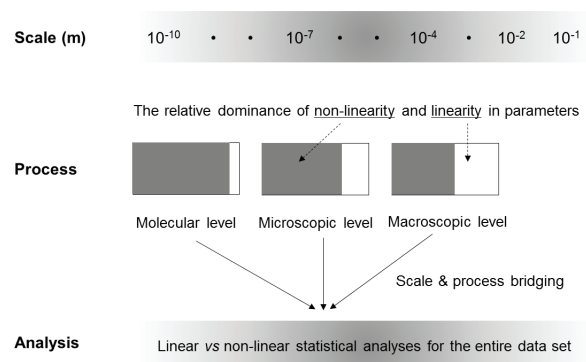 Scale (m) 10-10 • • 10-7 • • 10-4 • 10-2 10-1
The relative dominance of non-linearity and linearity in parameters
Process
Molecular level Microscopic level Macroscopic level
Scale & process bridging
Analysis Linear vs non-linear statistical analyses for the entire data set